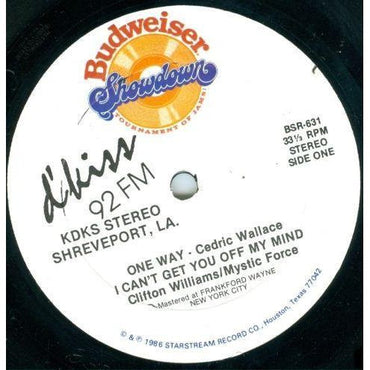 Budweiser
Showdown
TOURNAMENT OF JAMS!
BSR-631
33⅓ RPM
STEREO
SIDE ONE
d'kiss
92 FM
KDKS STEREO
SHREVEPORT, LA.
ONE WAY - Cedric Wallace
I CAN'T GET YOU OFF MY MIND
Clifton Williams/Mystic Force
Mastered at FRANKFORD WAYNE
NEW YORK CITY
© & ℗ 1986 STARSTREAM RECORD CO., Houston, Texas 77042